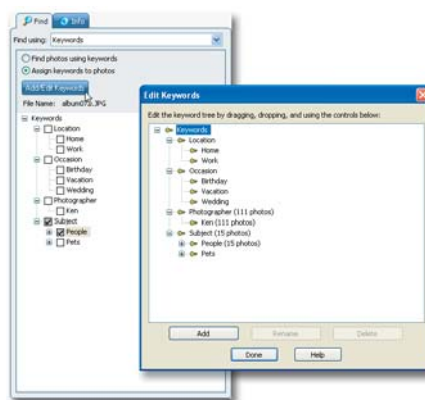 Find
Info
Find using: Keywords
Find photos using keywords
Assign keywords to photos
Add/Edit Keywords
File Name: album072.JPG
Keywords
Location
Home
Work
Occasion
Birthday
Vacation
Wedding
Photographer
Ken
Subject
People
Pets
Edit Keywords
Edit the keyword tree by dragging, dropping, and using the controls below:
Keywords
Location
Home
Work
Occasion
Birthday
Vacation
Wedding
Photographer (111 photos)
Ken (111 photos)
Subject (15 photos)
People (15 photos)
Pets
Add Rename Delete
Done Help